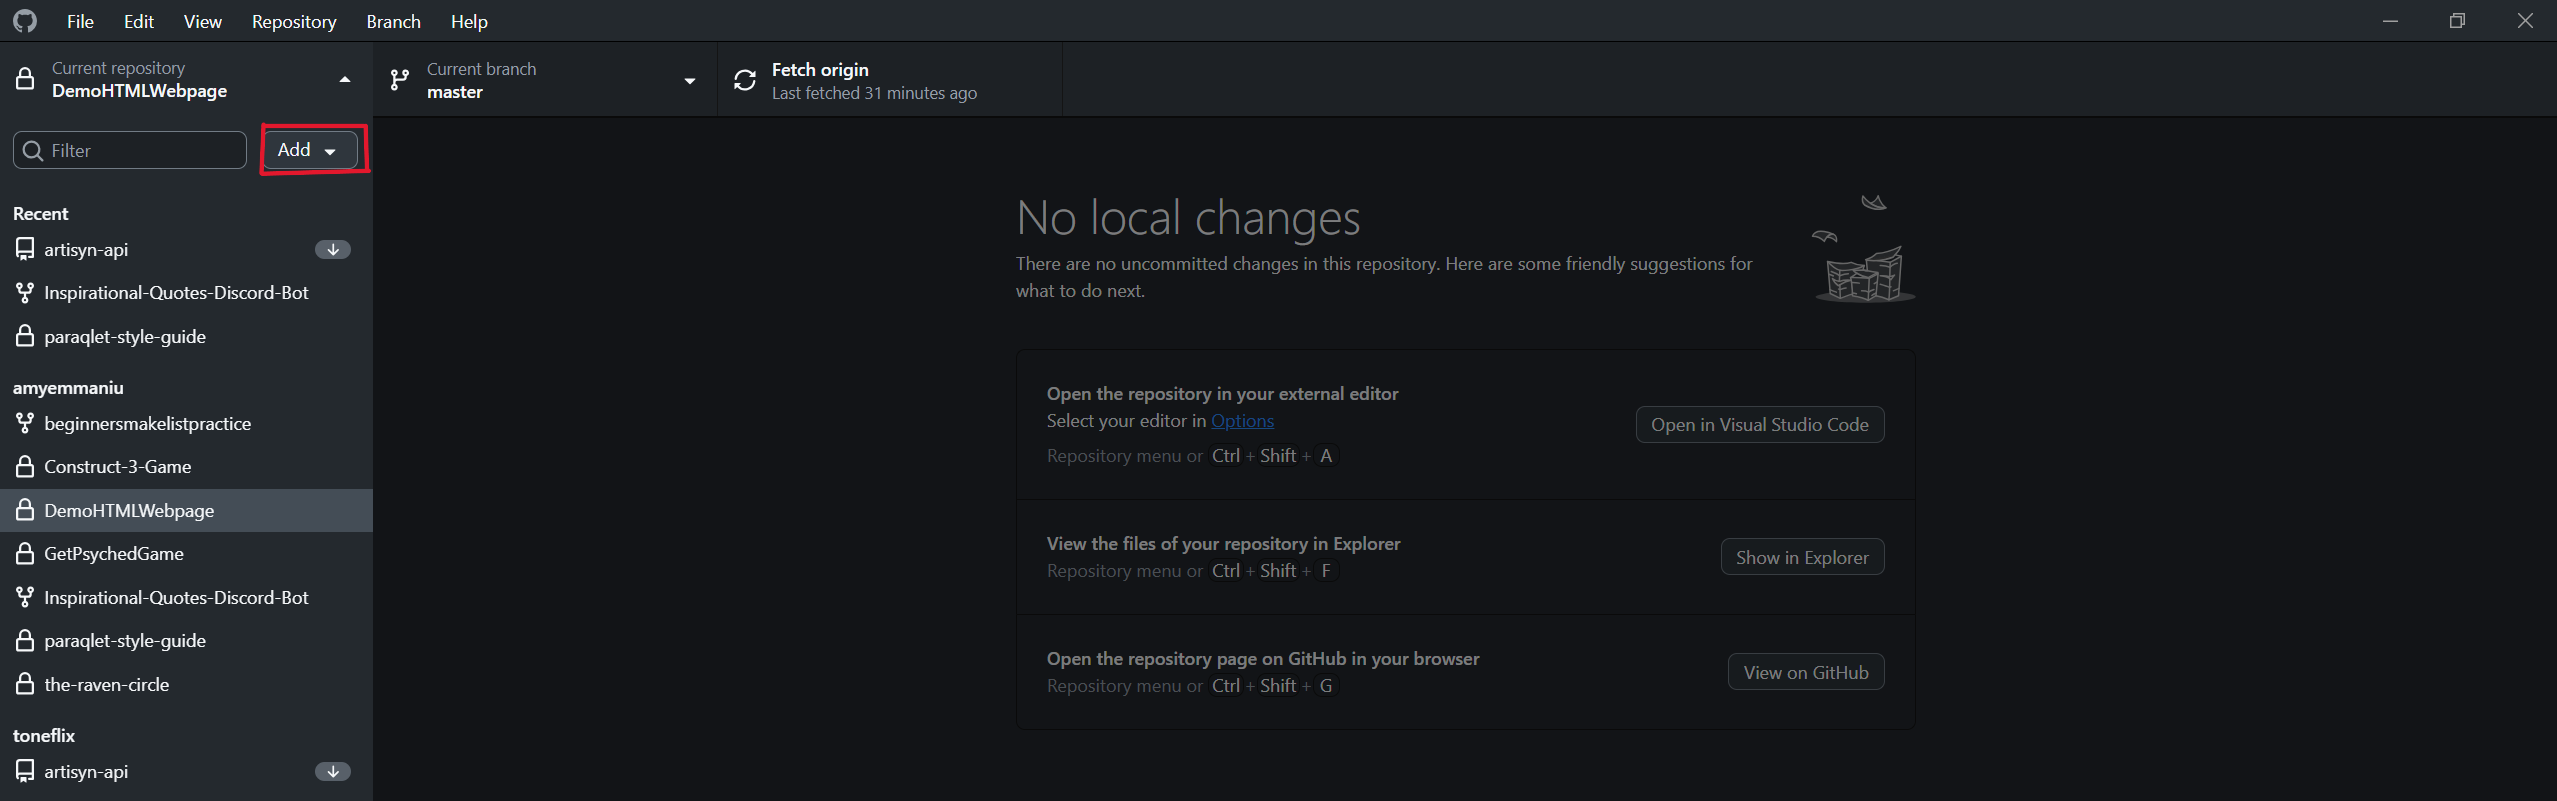 File Edit View Repository Branch Help
Current repository
DemoHTMLWebpage
Current branch
master
Fetch origin
Last fetched 31 minutes ago
Filter
Add
Recent
artisyn-api
Inspirational-Quotes-Discord-Bot
paraqlet-style-guide
amyemmaniu
beginnersmakelistpractice
Construct-3-Game
DemoHTMLWebpage
GetPsychedGame
Inspirational-Quotes-Discord-Bot
paraqlet-style-guide
the-raven-circle
toneflix
artisyn-api
No local changes
There are no uncommitted changes in this repository. Here are some friendly suggestions for
what to do next.
Open the repository in your external editor
Select your editor in Options
Repository menu or Ctrl + Shift + A
Open in Visual Studio Code
View the files of your repository in Explorer
Repository menu or Ctrl + Shift + F
Show in Explorer
Open the repository page on GitHub in your browser
Repository menu or Ctrl + Shift + G
View on GitHub